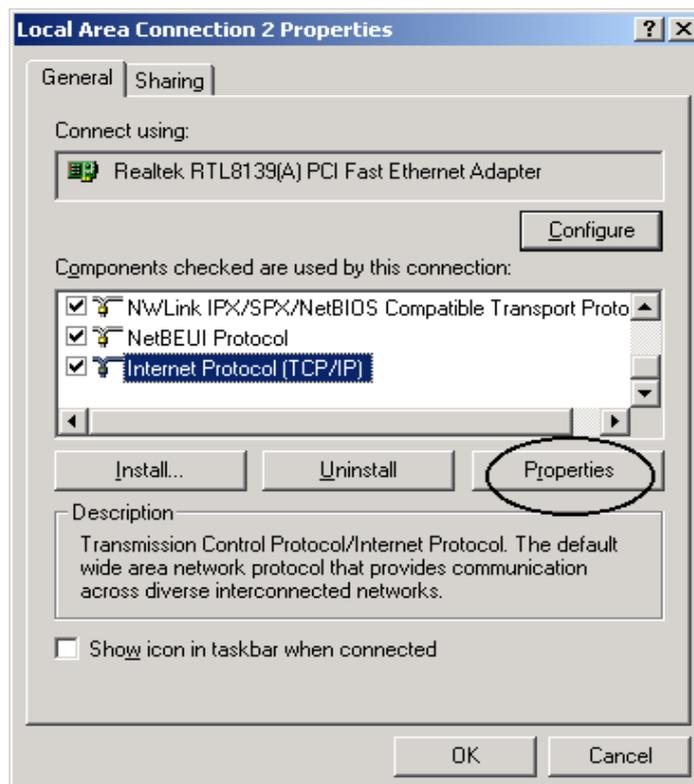 Local Area Connection 2 Properties
General
Sharing
Connect using:
Realtek RTL8139(A) PCI Fast Ethernet Adapter
Configure
Components checked are used by this connection:
NWLink IPX/SPX/NetBIOS Compatible Transport Proto
NetBEUI Protocol
Internet Protocol (TCP/IP)
Install...
Uninstall
Properties
Description
Transmission Control Protocol/Internet Protocol. The default
wide area network protocol that provides communication
across diverse interconnected networks.
Show icon in taskbar when connected
OK
Cancel